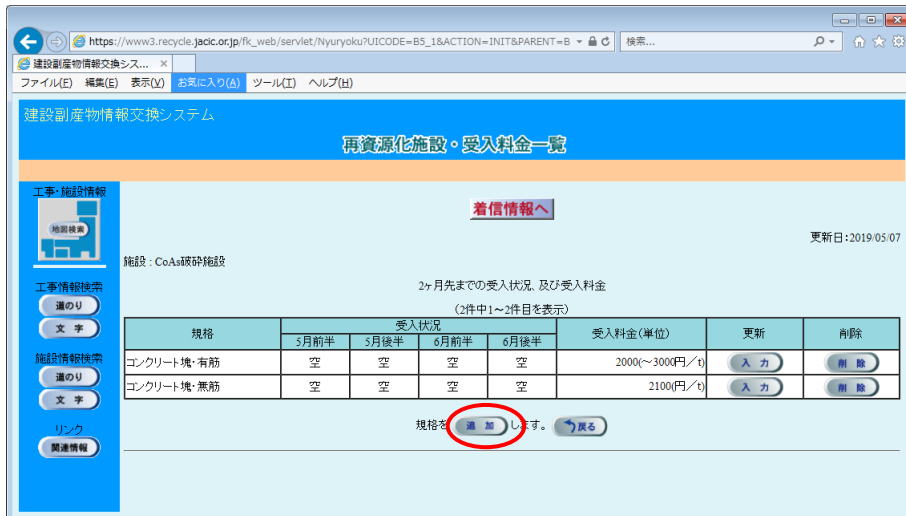 https://www3.recycle.jacic.or.jp/fk_web/servlet/Nyuryoku?UICODE=B5_1&ACTION=INIT&PARENT=B
検索...
建設副産物情報交換シス... ×
ファイル(F) 編集(E) 表示(V) お気に入り(A) ツール(T) ヘルプ(H)
建設副産物情報交換システム
再資源化施設・受入料金一覧
工事・施設情報
地図検索
着信情報へ
更新日:2019/05/07
施設 : CoAs破砕施設
2ヶ月先までの受入状況、及び受入料金
(2件中1~2件目を表示)
工事情報検索
道のり
文 字
施設情報検索
道のり
文 字
リンク
関連情報
規格 受入状況 受入料金(単位) 更新 削除
5月前半 5月後半 6月前半 6月後半
コンクリート塊・有筋 空 空 空 空 2000(~3000円/t) 入 力 削 除
コンクリート塊・無筋 空 空 空 空 2100(円/t) 入 力 削 除
規格を 追 加 します。 戻る